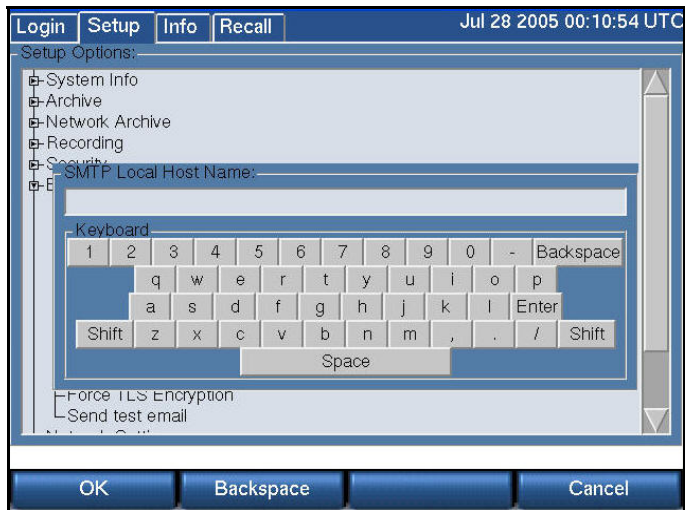 Login Setup Info Recall Jul 28 2005 00:10:54 UTC
Setup Options:
System Info
Archive
Network Archive
Recording
Security
SMTP Local Host Name:
Keyboard
1 2 3 4 5 6 7 8 9 0 - Backspace
q w e r t y u i o p
a s d f g h j k l Enter
Shift z x c v b n m , . / Shift
Space
Force TLS Encryption
Send test email
OK Backspace Cancel